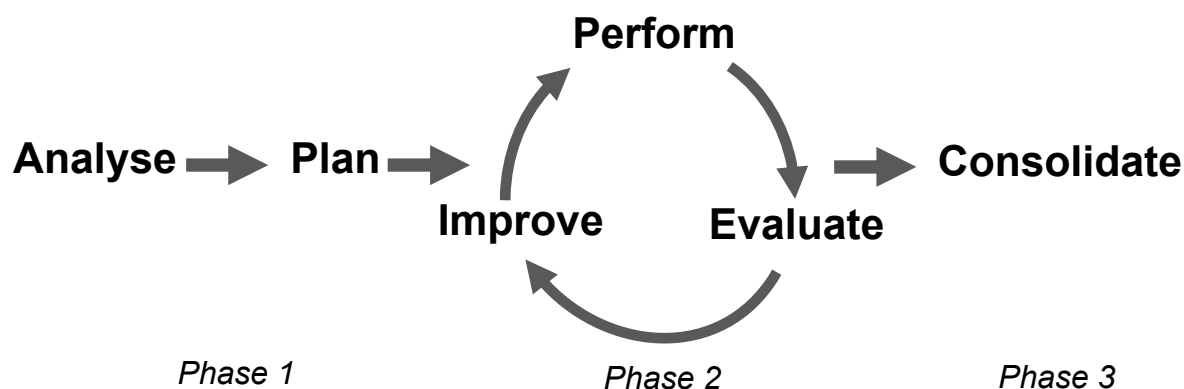 Perform
Analyse
Plan
Consolidate
Improve
Evaluate
Phase 1
Phase 2
Phase 3